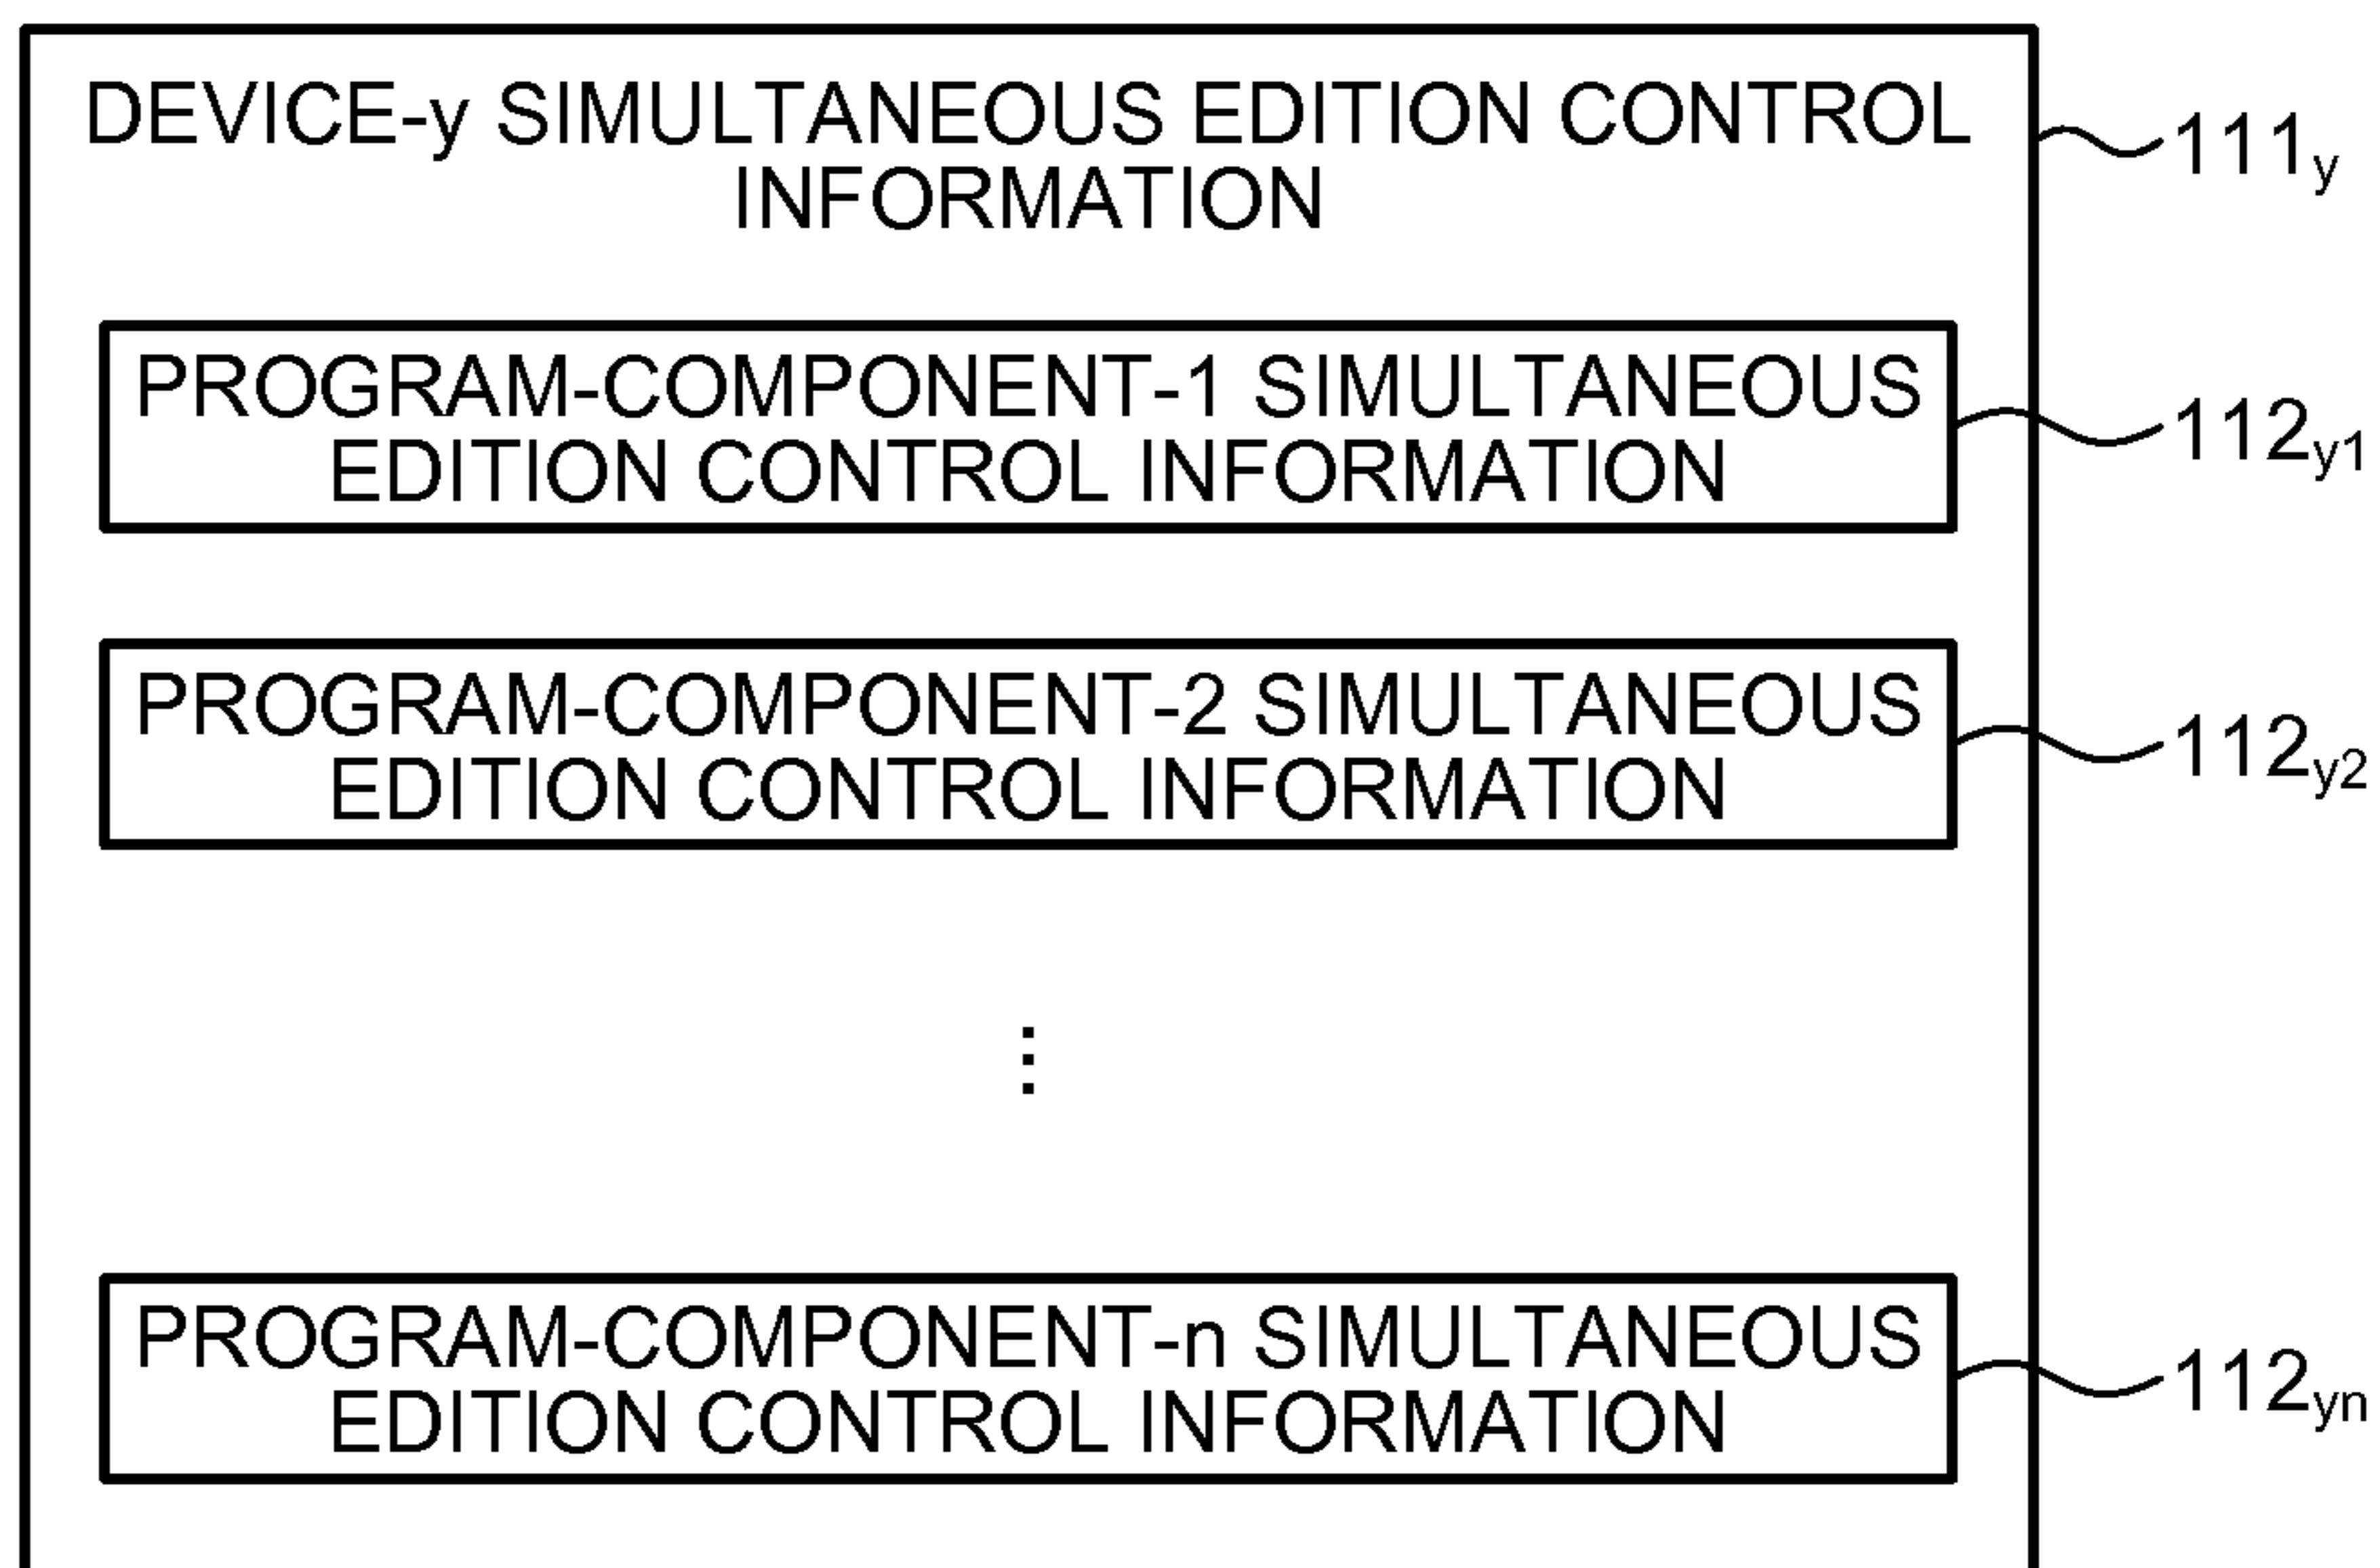 DEVICE-y SIMULTANEOUS EDITION CONTROL
INFORMATION
111y
PROGRAM-COMPONENT-1 SIMULTANEOUS
EDITION CONTROL INFORMATION
112y1
PROGRAM-COMPONENT-2 SIMULTANEOUS
EDITION CONTROL INFORMATION
112y2
⋮
PROGRAM-COMPONENT-n SIMULTANEOUS
EDITION CONTROL INFORMATION
112yn